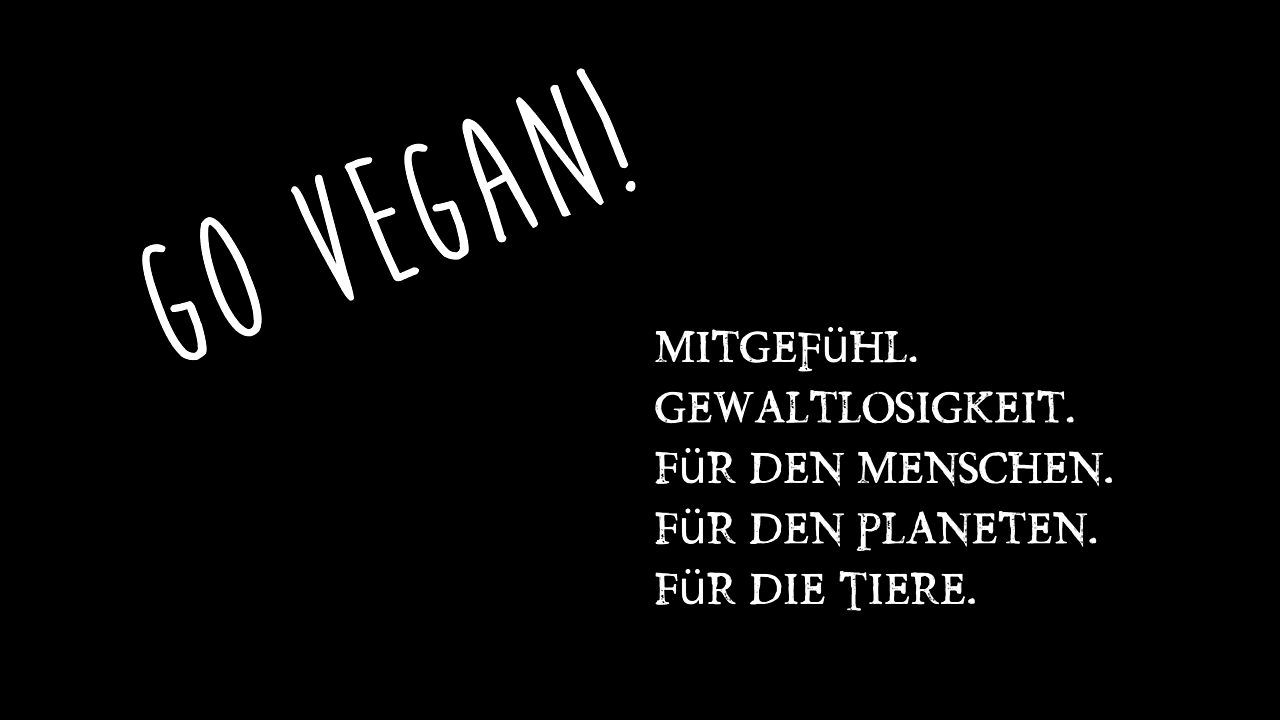 GO VEGAN!
MITGEFÜHL.
GEWALTLOSIGKEIT.
FÜR DEN MENSCHEN.
FÜR DEN PLANETEN.
FÜR DIE TIERE.